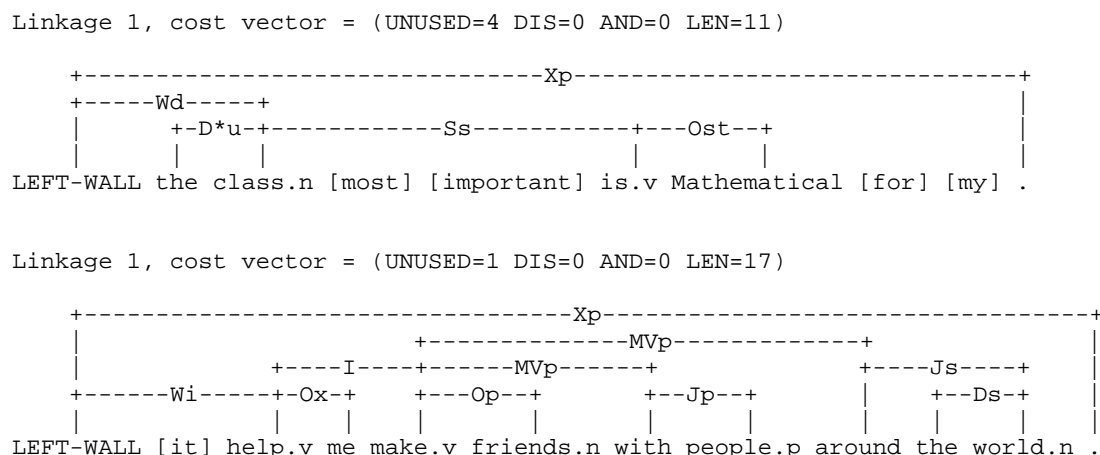 Linkage 1, cost vector = (UNUSED=4 DIS=0 AND=0 LEN=11)
+--------------------------------Xp------------------------------+
+-----Wd-----+ |
| +-D*u-+------------Ss-----------+---Ost--+ |
| | | | | |
LEFT-WALL the class.n [most] [important] is.v Mathematical [for] [my] .
Linkage 1, cost vector = (UNUSED=1 DIS=0 AND=0 LEN=17)
+----------------------------------Xp----------------------------------+
| +-------------MVp------------+ |
| +----I----+------MVp------+ +----Js----+ |
+------Wi-----+-Ox-+ +---Op--+ +--Jp--+ | +--Ds-+ |
| | | | | | | | | | |
LEFT-WALL [it] help.v me make.v friends.n with people.p around the world.n .